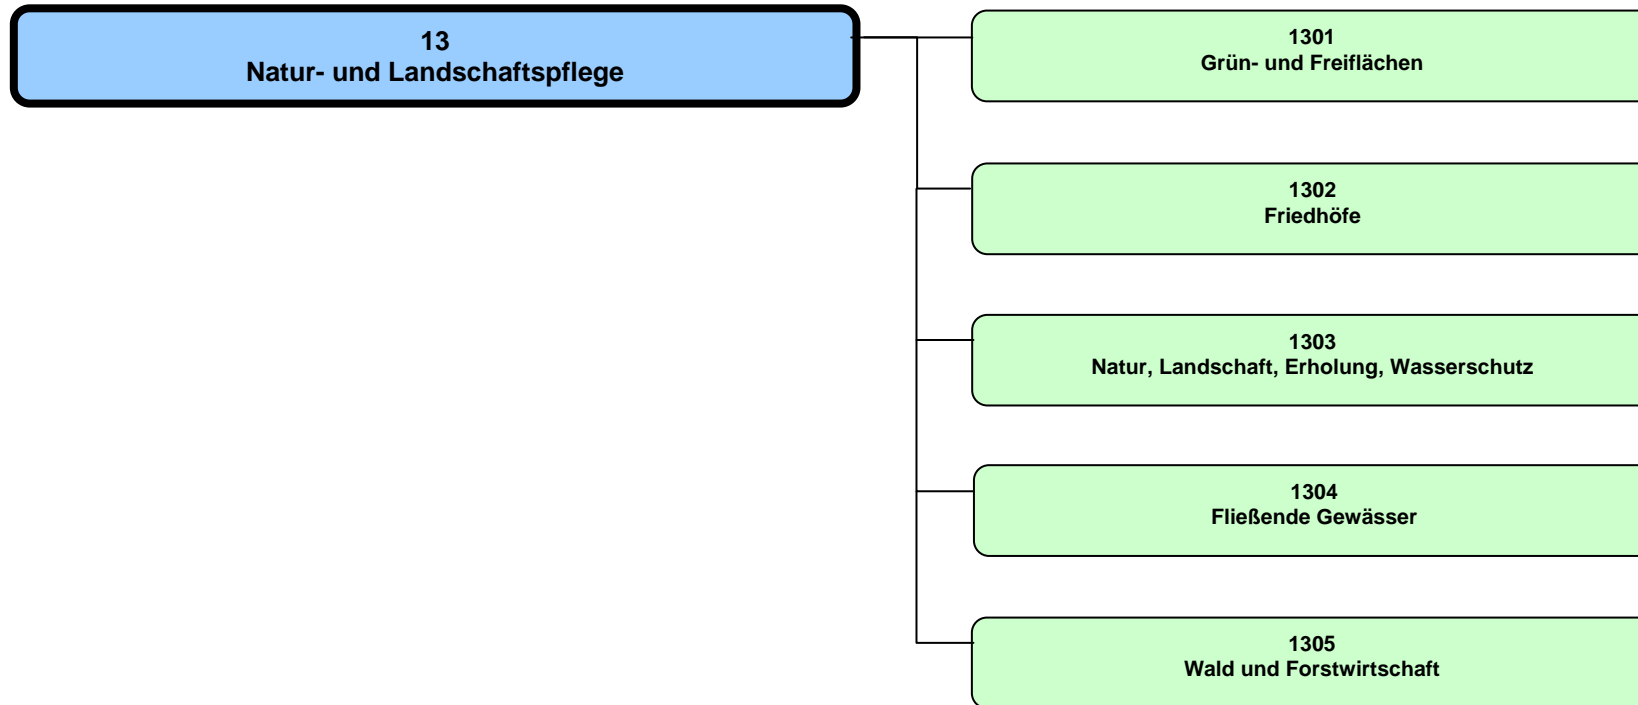 13
Natur- und Landschaftspflege
1301
Grün- und Freiflächen
1302
Friedhöfe
1303
Natur, Landschaft, Erholung, Wasserschutz
1304
Fließende Gewässer
1305
Wald und Forstwirtschaft